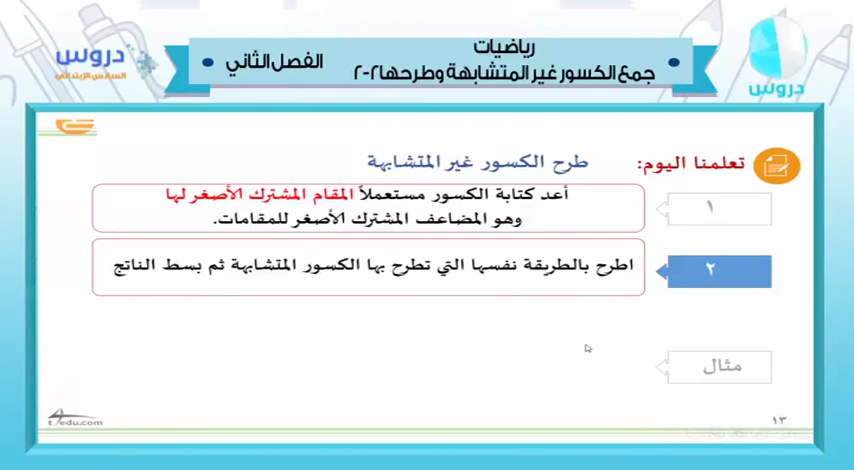 رياضيات
جمع الكسور غير المتشابهة وطرحها ٢-٢
الفصل الثاني
دروس
السادس الابتدائي
دروس
تعلمنا اليوم: طرح الكسور غير المتشابهة
١
أعد كتابة الكسور مستعملاً المقام المشترك الأصغر لها
وهو المضاعف المشترك الأصغر للمقامات.
٢
اطرح بالطريقة نفسها التي تطرح بها الكسور المتشابهة ثم بسط الناتج
مثال
١٣
t4edu.com